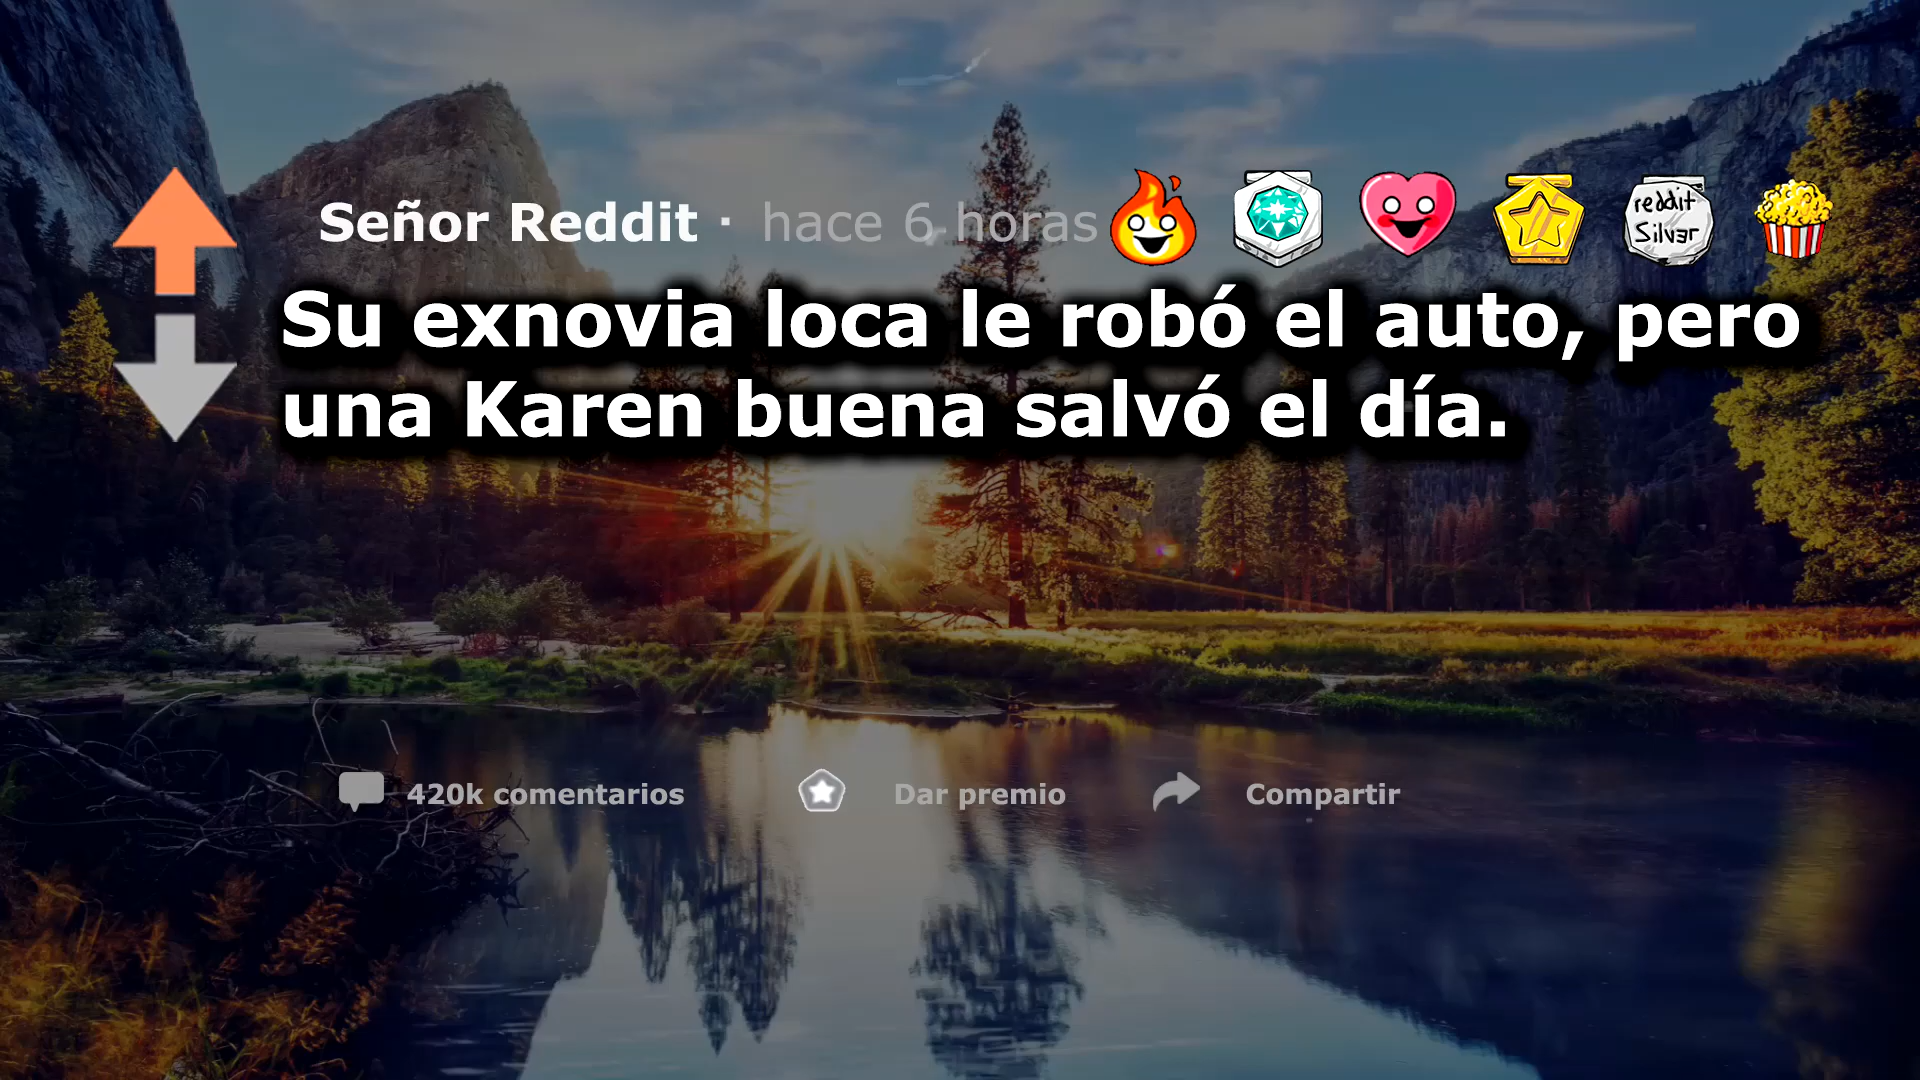 Señor Reddit · hace 6 horas
reddit
Silver
Su exnovia loca le robó el auto, pero
una Karen buena salvó el día.
420k comentarios Dar premio Compartir